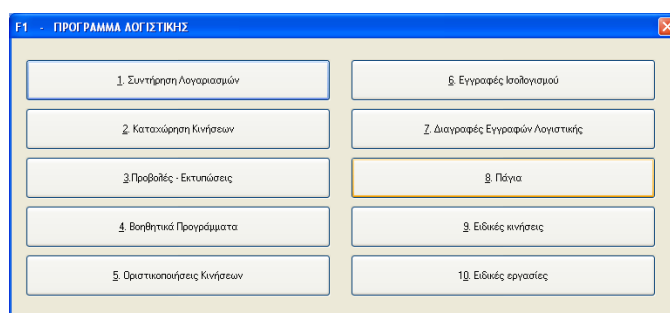 F1 - ΠΡΟΓΡΑΜΜΑ ΛΟΓΙΣΤΙΚΗΣ
1. Συντήρηση Λογαριασμών
2. Καταχώρηση Κινήσεων
3.Προβολές - Εκτυπώσεις
4. Βοηθητικά Προγράμματα
5. Οριστικοποιήσεις Κινήσεων
6. Εγγραφές Ισολογισμού
7. Διαγραφές Εγγραφών Λογιστικής
8. Πάγια
9. Ειδικές κινήσεις
10. Ειδικές εργασίες